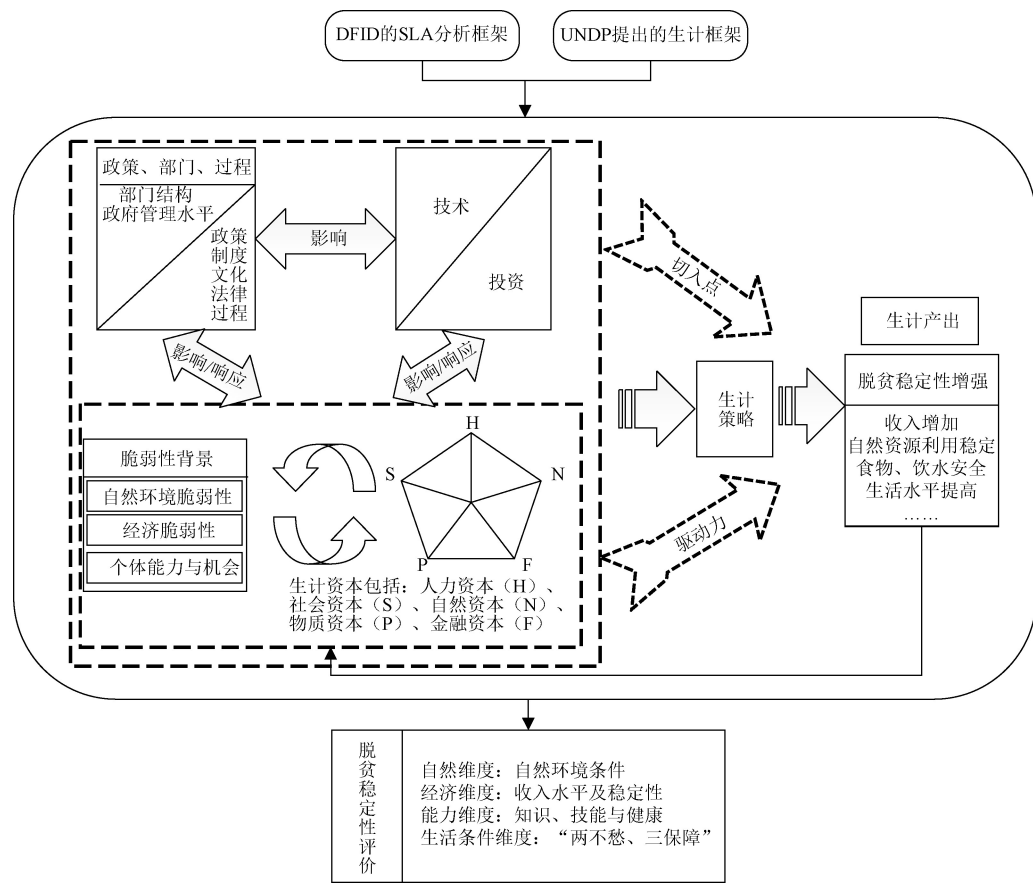 DFID的SLA分析框架
UNDP提出的生计框架
政策、部门、过程
部门结构
政府管理水平
政策
制度
文化
法律
过程
影响
技术
投资
切入点
影响/响应
影响/响应
生计产出
脱贫稳定性增强
收入增加
自然资源利用稳定
食物、饮水安全
生活水平提高
……
生计
策略
脆弱性背景
自然环境脆弱性
经济脆弱性
个体能力与机会
H
S
N
P
F
生计资本包括：人力资本（H）、
社会资本（S）、自然资本（N）、
物质资本（P）、金融资本（F）
驱动力
脱贫稳定性评价
自然维度：自然环境条件
经济维度：收入水平及稳定性
能力维度：知识、技能与健康
生活条件维度：“两不愁、三保障”